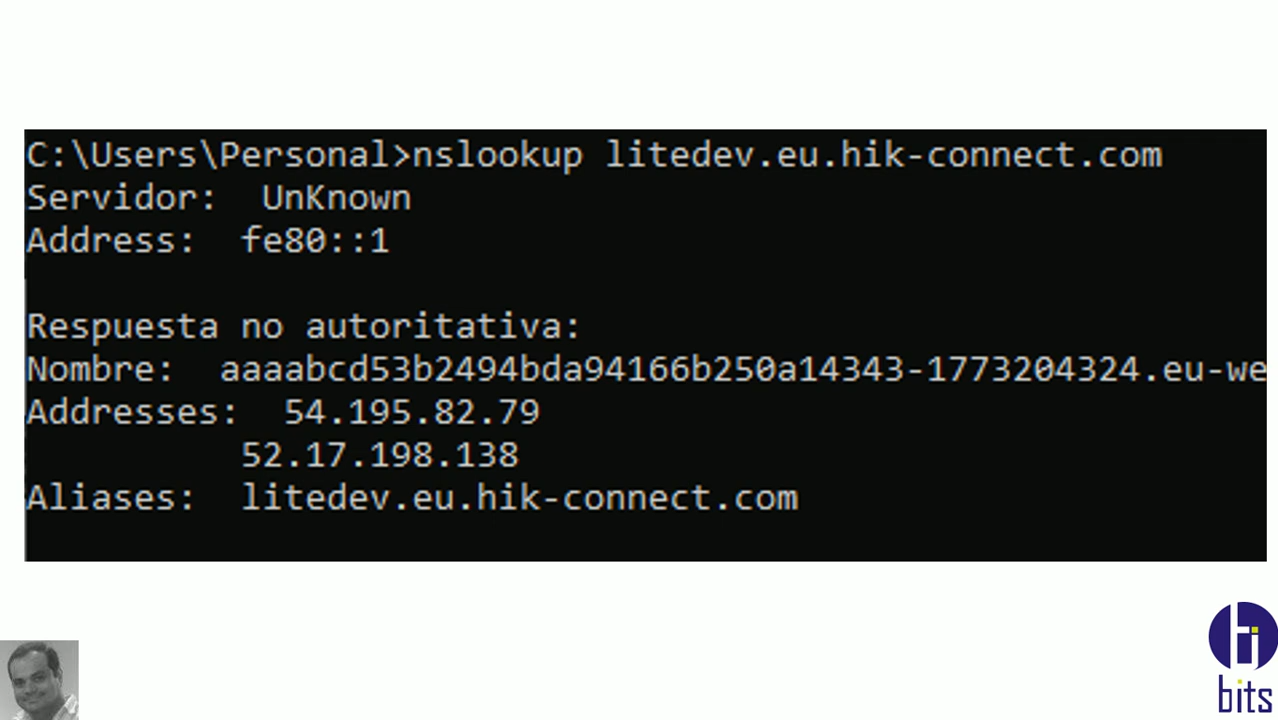 C:\Users\Personal>nslookup litedev.eu.hik-connect.com
Servidor:  UnKnown
Address:  fe80::1
Respuesta no autoritativa:
Nombre:  aaaabcd53b2494bda94166b250a14343-1773204324.eu-we
Addresses:  54.195.82.79
52.17.198.138
Aliases:  litedev.eu.hik-connect.com
bits